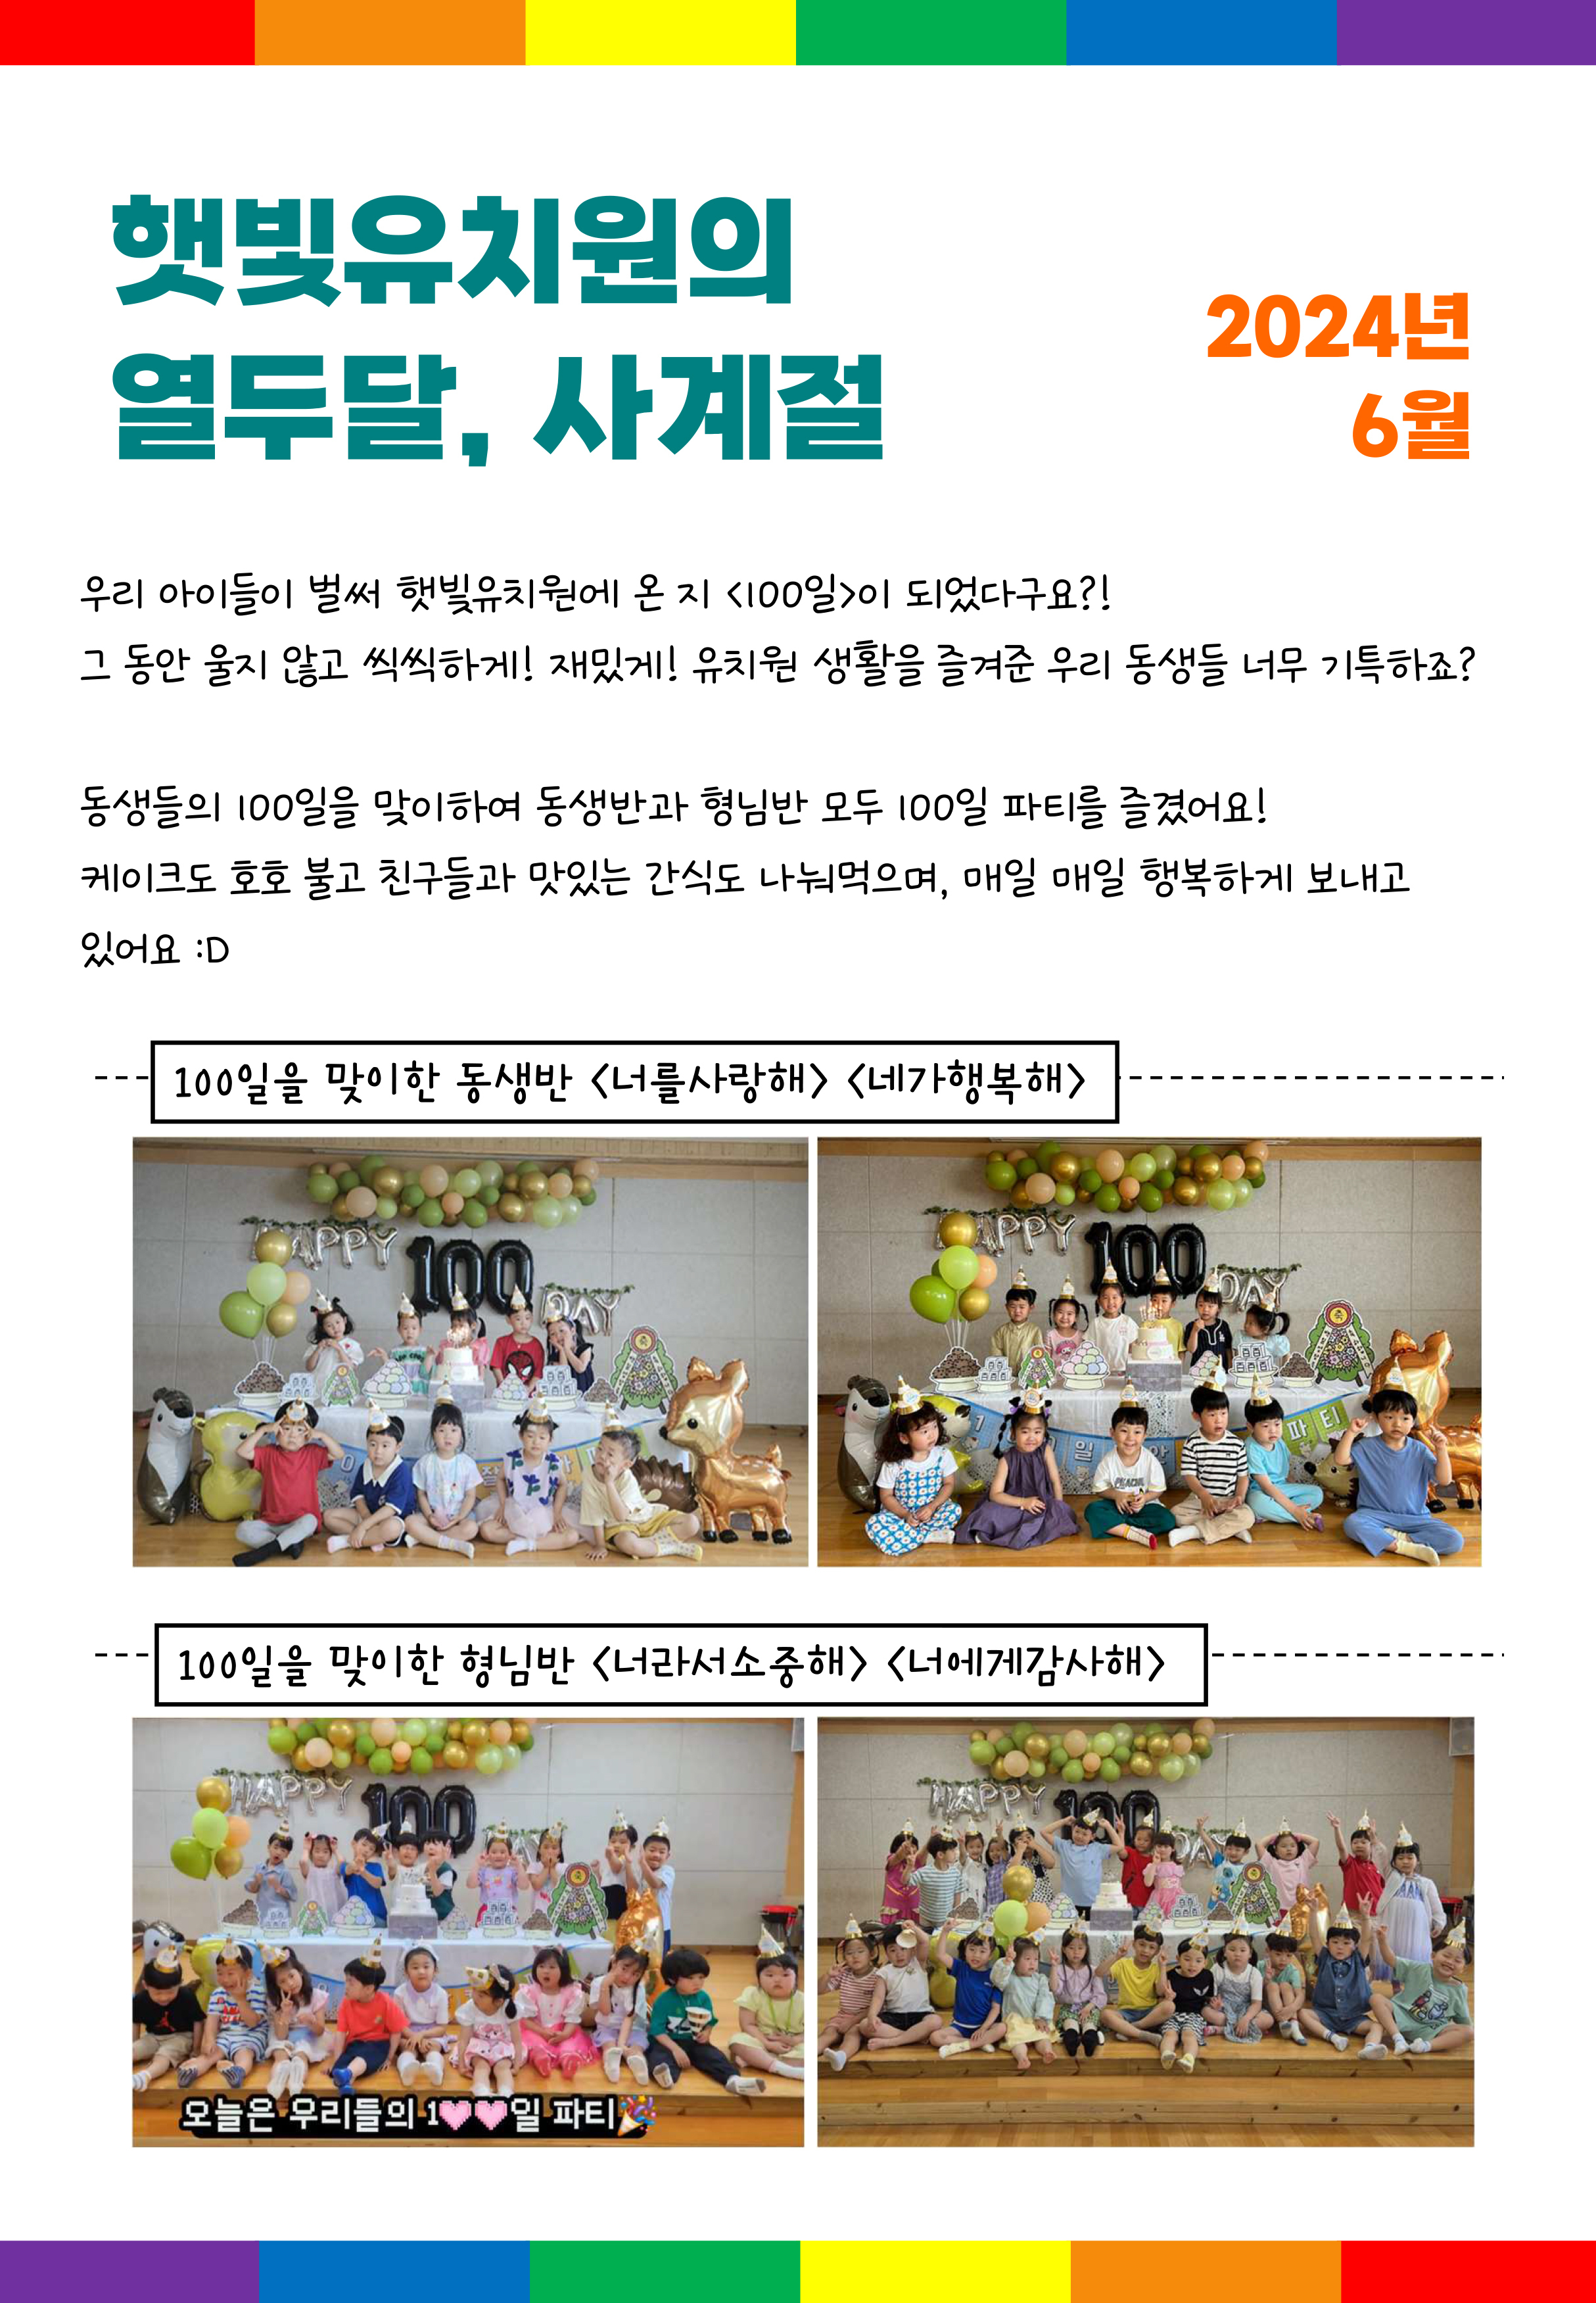 햇빛유치원의
열두달, 사계절
2024년
6월
우리 아이들이 벌써 햇빛유치원에 온 지 <100일>이 되었다구요?!
그 동안 울지 않고 씩씩하게! 재밌게! 유치원 생활을 즐겨준 우리 동생들 너무 기특하죠?
동생들의 100일을 맞이하여 동생반과 형님반 모두 100일 파티를 즐겼어요!
케이크도 호호 불고 친구들과 맛있는 간식도 나눠먹으며, 매일 매일 행복하게 보내고
있어요 :D
100일을 맞이한 동생반 <너를사랑해> <네가행복해>
HAPPY
100
DAY
HAPPY
100
DAY
파티
100일을 맞이한 형님반 <너라서소중해> <너에게감사해>
HAPPY
100
오늘은 우리들의 1🩷🩷일 파티🎉
HAPPY
100
DAY